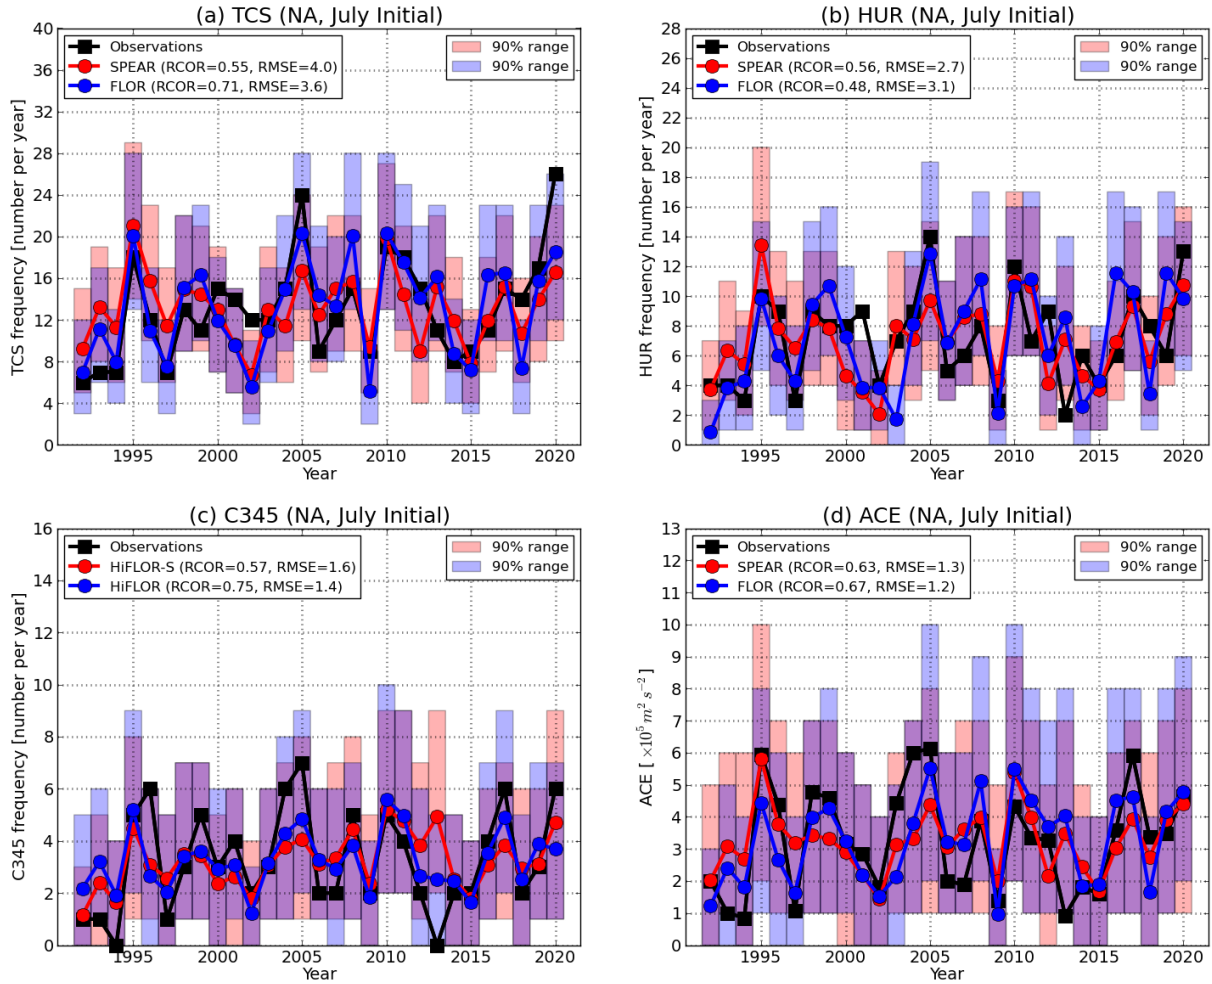 (a) TCS (NA, July Initial)
Observations
SPEAR (RCOR=0.55, RMSE=4.0)
FLOR (RCOR=0.71, RMSE=3.6)
90% range
90% range
TCS frequency [number per year]
40
36
32
28
24
20
16
12
8
4
0
1995
2000
2005
2010
2015
2020
Year
(b) HUR (NA, July Initial)
Observations
SPEAR (RCOR=0.56, RMSE=2.7)
FLOR (RCOR=0.48, RMSE=3.1)
90% range
90% range
HUR frequency [number per year]
28
26
24
22
20
18
16
14
12
10
8
6
4
2
0
1995
2000
2005
2010
2015
2020
Year
(c) C345 (NA, July Initial)
Observations
HiFLOR-S (RCOR=0.57, RMSE=1.6)
HiFLOR (RCOR=0.75, RMSE=1.4)
90% range
90% range
C345 frequency [number per year]
16
14
12
10
8
6
4
2
0
1995
2000
2005
2010
2015
2020
Year
(d) ACE (NA, July Initial)
Observations
SPEAR (RCOR=0.63, RMSE=1.3)
FLOR (RCOR=0.67, RMSE=1.2)
90% range
90% range
ACE [ ×10⁵ m² s⁻² ]
13
12
11
10
9
8
7
6
5
4
3
2
1
0
1995
2000
2005
2010
2015
2020
Year